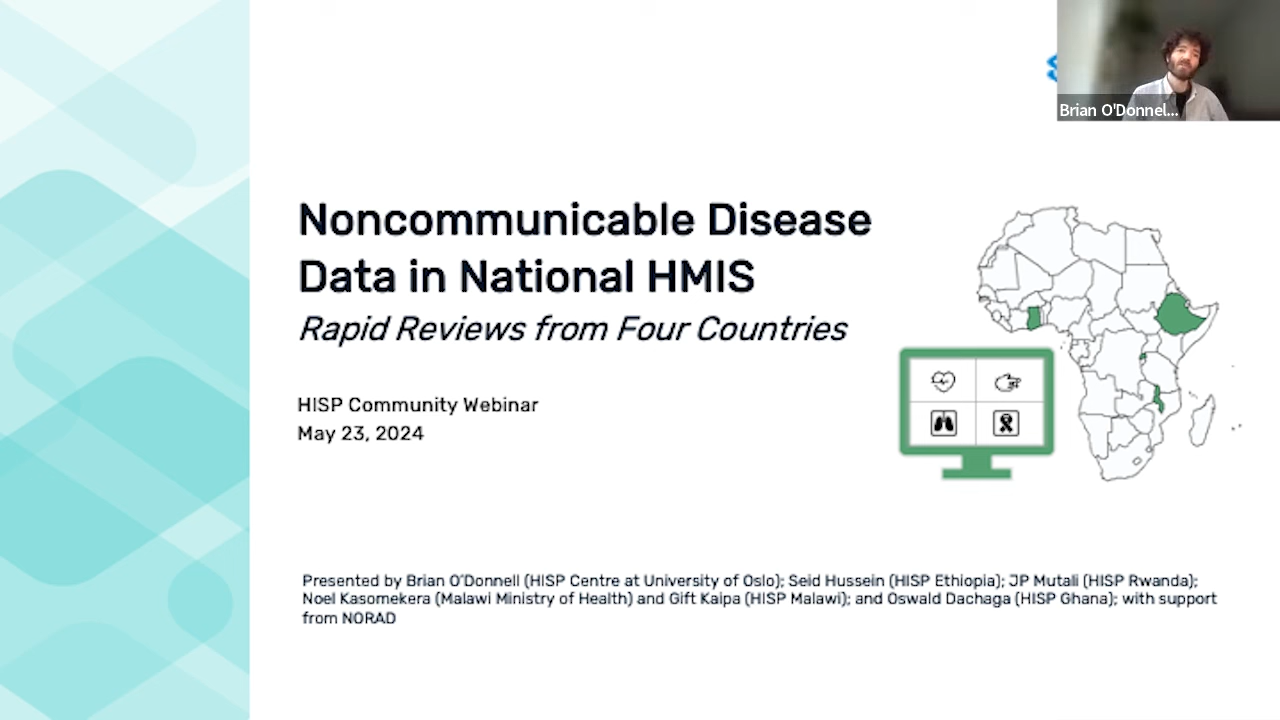 Brian O'Donnel...
Noncommunicable Disease
Data in National HMIS
Rapid Reviews from Four Countries
HISP Community Webinar
May 23, 2024
Presented by Brian O'Donnell (HISP Centre at University of Oslo); Seid Hussein (HISP Ethiopia); JP Mutali (HISP Rwanda);
Noel Kasomekera (Malawi Ministry of Health) and Gift Kaipa (HISP Malawi); and Oswald Dachaga (HISP Ghana); with support
from NORAD